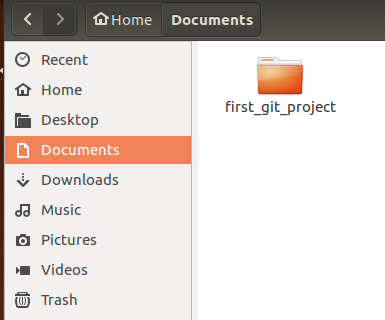 Home Documents
Recent
Home
Desktop
Documents
Downloads
Music
Pictures
Videos
Trash
first_git_project